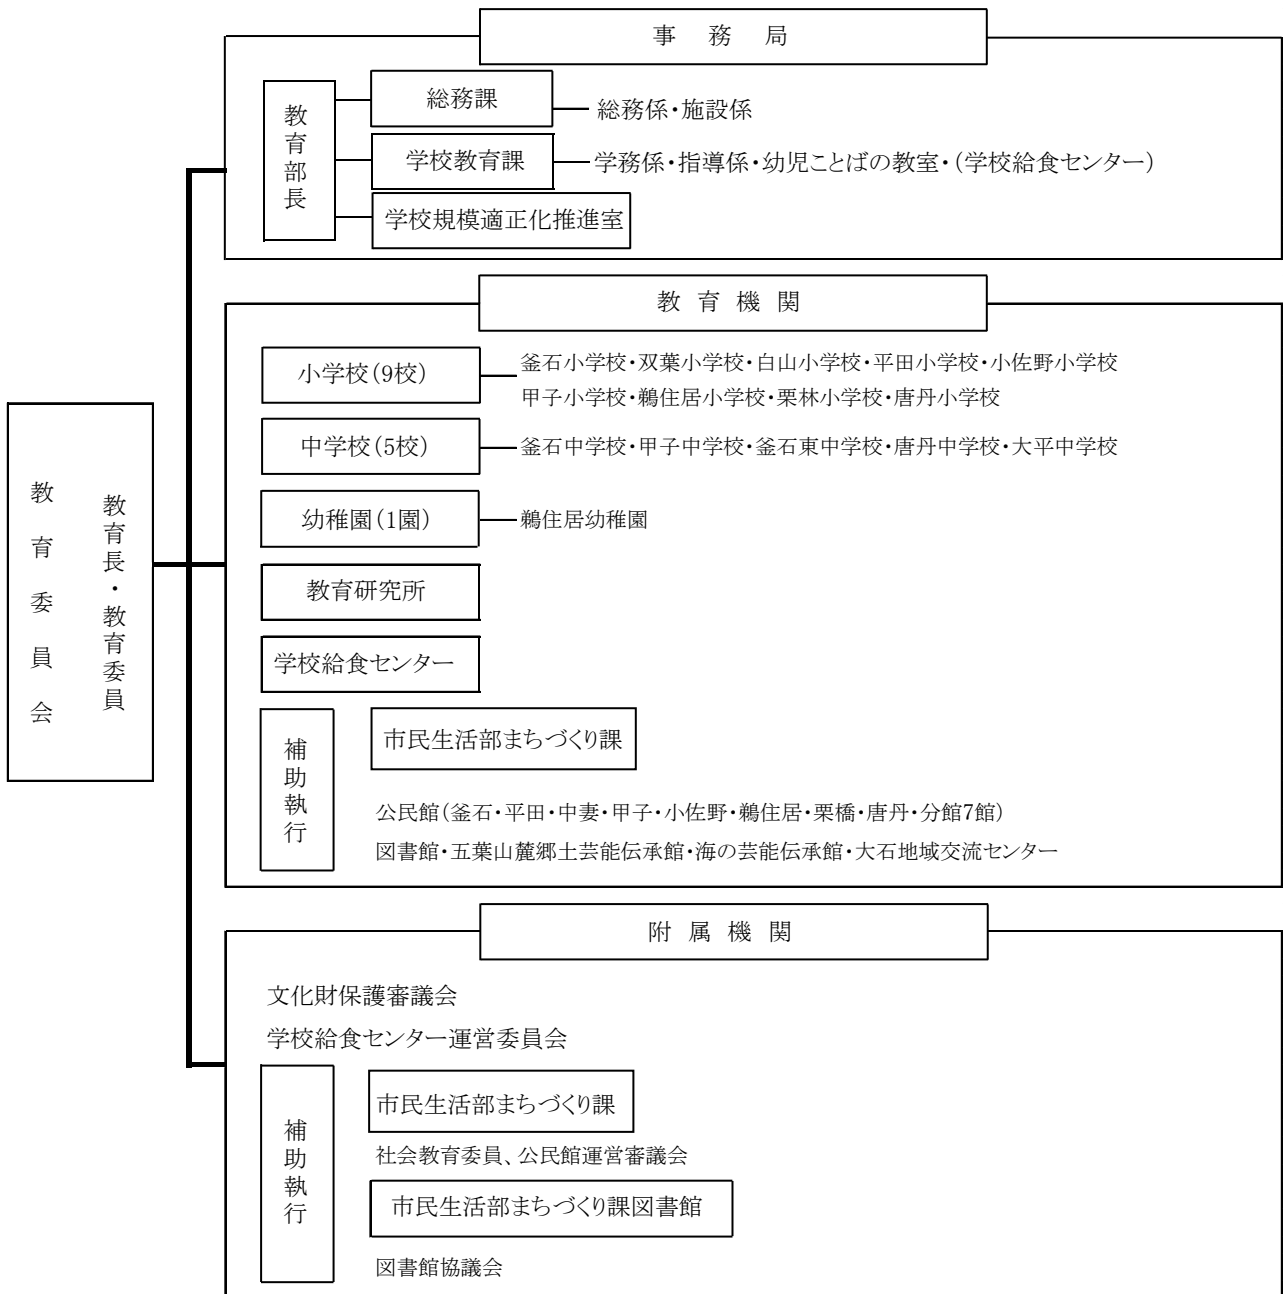 教育委員会
教育長・教育委員
事務局
教育部長
総務課
総務係・施設係
学校教育課
学務係・指導係・幼児ことばの教室・(学校給食センター)
学校規模適正化推進室
教育機関
小学校(9校)
釜石小学校・双葉小学校・白山小学校・平田小学校・小佐野小学校
甲子小学校・鵜住居小学校・栗林小学校・唐丹小学校
中学校(5校)
釜石中学校・甲子中学校・釜石東中学校・唐丹中学校・大平中学校
幼稚園(1園)
鵜住居幼稚園
教育研究所
学校給食センター
補助執行
市民生活部まちづくり課
公民館(釜石・平田・中妻・甲子・小佐野・鵜住居・栗橋・唐丹・分館7館)
図書館・五葉山麓郷土芸能伝承館・海の芸能伝承館・大石地域交流センター
附属機関
文化財保護審議会
学校給食センター運営委員会
補助執行
市民生活部まちづくり課
社会教育委員、公民館運営審議会
市民生活部まちづくり課図書館
図書館協議会